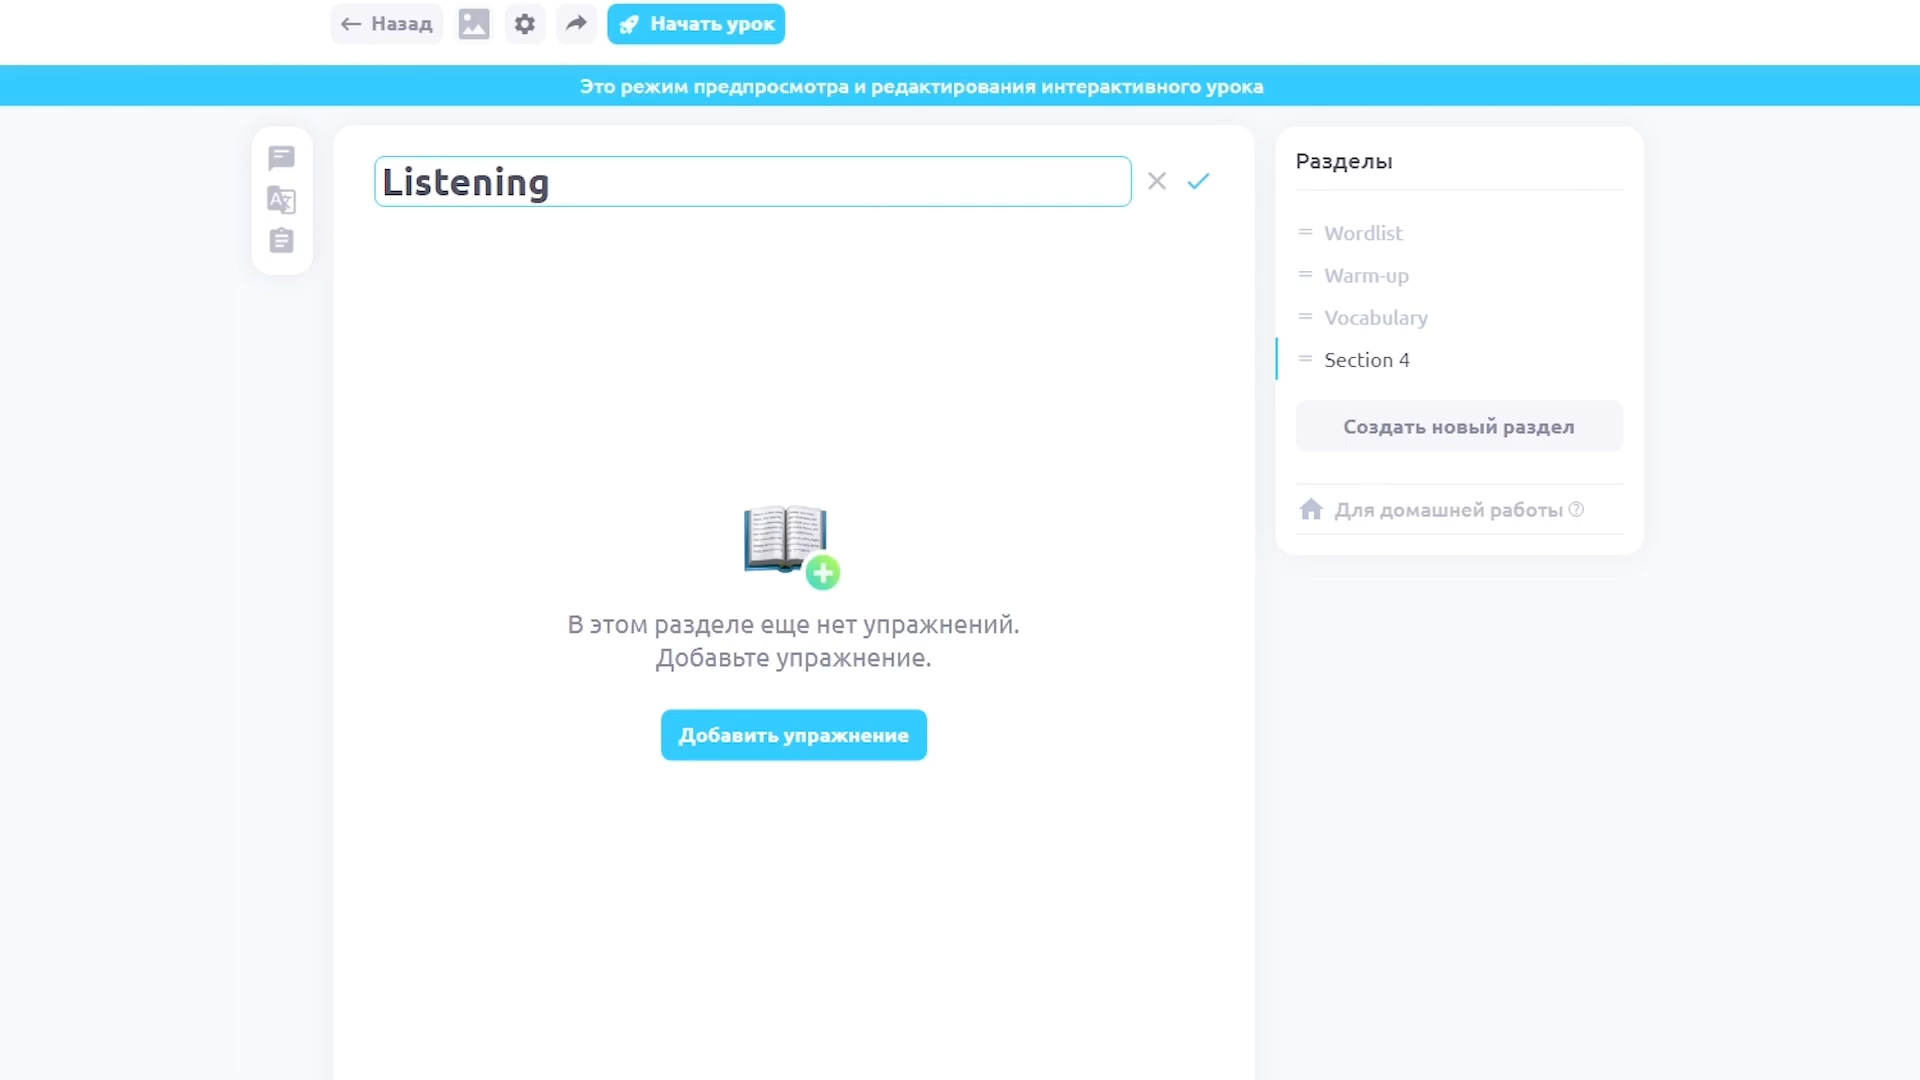 Назад
Начать урок
Это режим предпросмотра и редактирования интерактивного урока
Listening
Разделы
Wordlist
Warm-up
Vocabulary
Section 4
Создать новый раздел
Для домашней работы
В этом разделе еще нет упражнений.
Добавьте упражнение.
Добавить упражнение